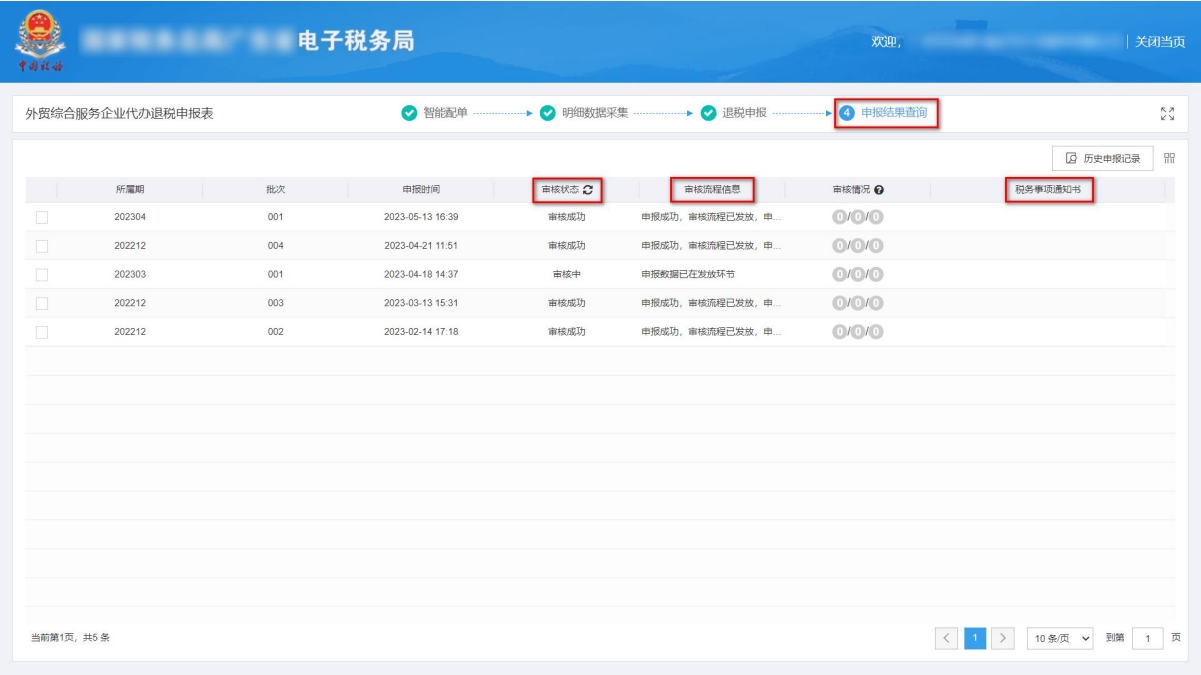 中国税务
电子税务局
欢迎,
关闭当页
外贸综合服务企业代办退税申报表
智能配单
明细数据采集
退税申报
4 申报结果查询
历史申报记录
所属期 批次 申报时间 审核状态 审核流程信息 审核情况 税务事项通知书
202304 001 2023-05-13 16:39 审核成功 申报成功,审核流程已发放,申... 0/0/0
202212 004 2023-04-21 11:51 审核成功 申报成功,审核流程已发放,申... 0/0/0
202303 001 2023-04-18 14:37 审核中 申报数据已在发放环节 0/0/0
202212 003 2023-03-13 15:31 审核成功 申报成功,审核流程已发放,申... 0/0/0
202212 002 2023-02-14 17:18 审核成功 申报成功,审核流程已发放,申... 0/0/0
当前第1页,共5 条
1 10 条/页 到第 1 页